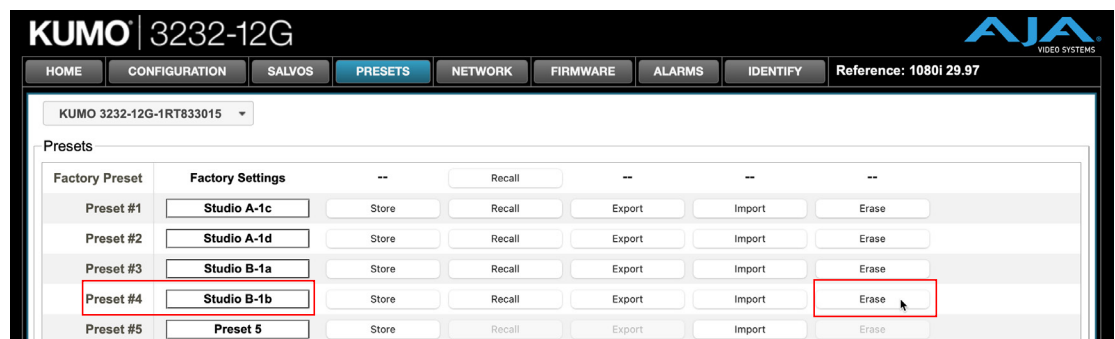 KUMO 3232-12G
AJA
VIDEO SYSTEMS
HOME CONFIGURATION SALVOS PRESETS NETWORK FIRMWARE ALARMS IDENTIFY Reference: 1080i 29.97
KUMO 3232-12G-1RT833015
Presets
Factory Preset Factory Settings -- Recall -- -- --
Preset #1 Studio A-1c Store Recall Export Import Erase
Preset #2 Studio A-1d Store Recall Export Import Erase
Preset #3 Studio B-1a Store Recall Export Import Erase
Preset #4 Studio B-1b Store Recall Export Import Erase
Preset #5 Preset 5 Store Recall Export Import Erase